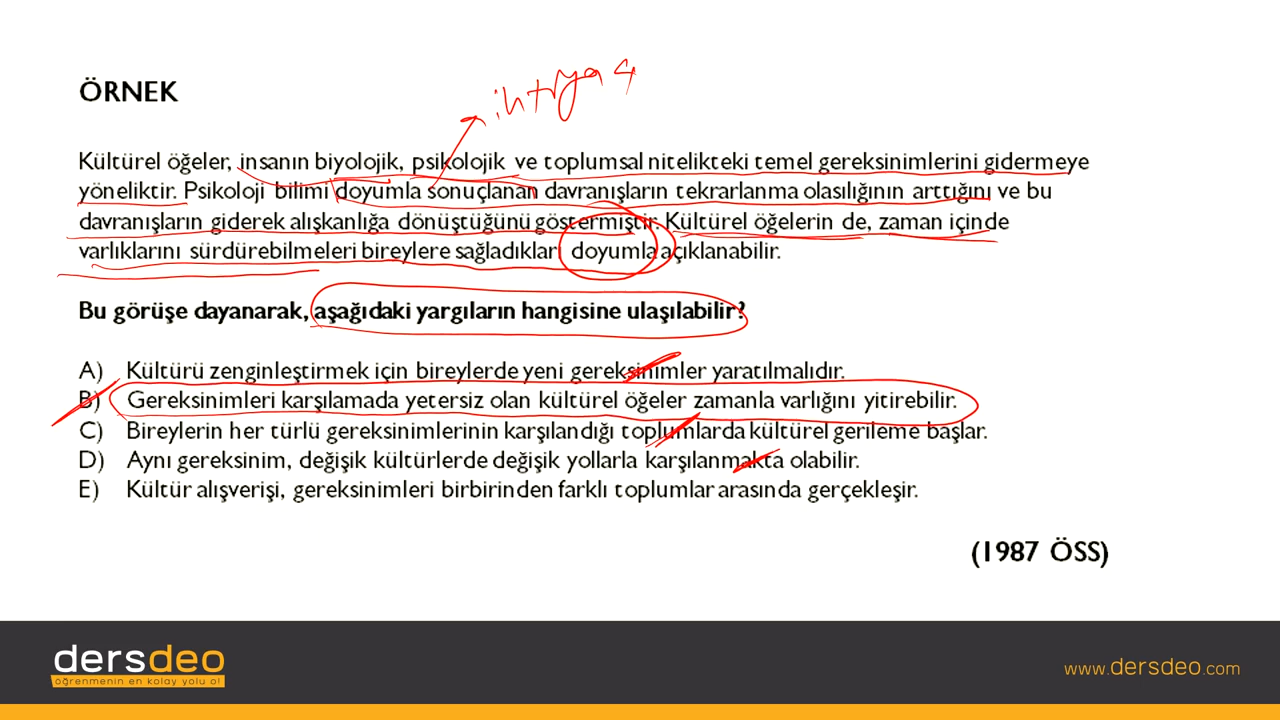 ÖRNEK
ihtiyaç
Kültürel öğeler, insanın biyolojik, psikolojik ve toplumsal nitelikteki temel gereksinimlerini gidermeye
yöneliktir. Psikoloji bilimi doyumla sonuçlanan davranışların tekrarlanma olasılığının arttığını ve bu
davranışların giderek alışkanlığa dönüştüğünü göstermiştir. Kültürel öğelerin de, zaman içinde
varlıklarını sürdürebilmeleri bireylere sağladıkları doyumla açıklanabilir.
Bu görüşe dayanarak, aşağıdaki yargıların hangisine ulaşılabilir?
A) Kültürü zenginleştirmek için bireylerde yeni gereksinimler yaratılmalıdır.
B) Gereksinimleri karşılamada yetersiz olan kültürel öğeler zamanla varlığını yitirebilir.
C) Bireylerin her türlü gereksinimlerinin karşılandığı toplumlarda kültürel gerileme başlar.
D) Aynı gereksinim, değişik kültürlerde değişik yollarla karşılanmakta olabilir.
E) Kültür alışverişi, gereksinimleri birbirinden farklı toplumlar arasında gerçekleşir.
(1987 ÖSS)
dersdeo
öğrenmenin en kolay yolu o!
www.dersdeo.com